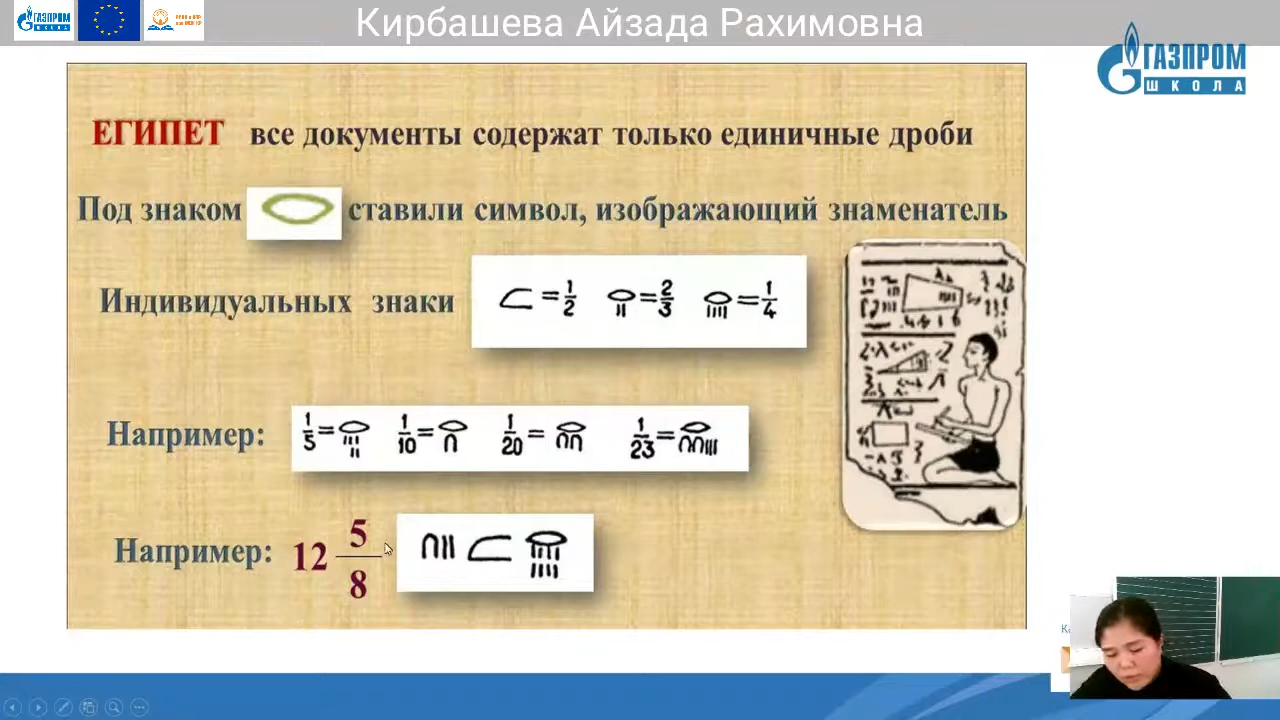 ГАЗПРОМ
ШКОЛА
Кирбашева Айзада Рахимовна
ГАЗПРОМ
ШКОЛА
ЕГИПЕТ все документы содержат только единичные дроби
Под знаком ставили символ, изображающий знаменатель
Индивидуальных знаки = 1/2 = 2/3 = 1/4
Например: 1/5 = 1/10 = 1/20 = 1/23 =
Например: 12 5/8